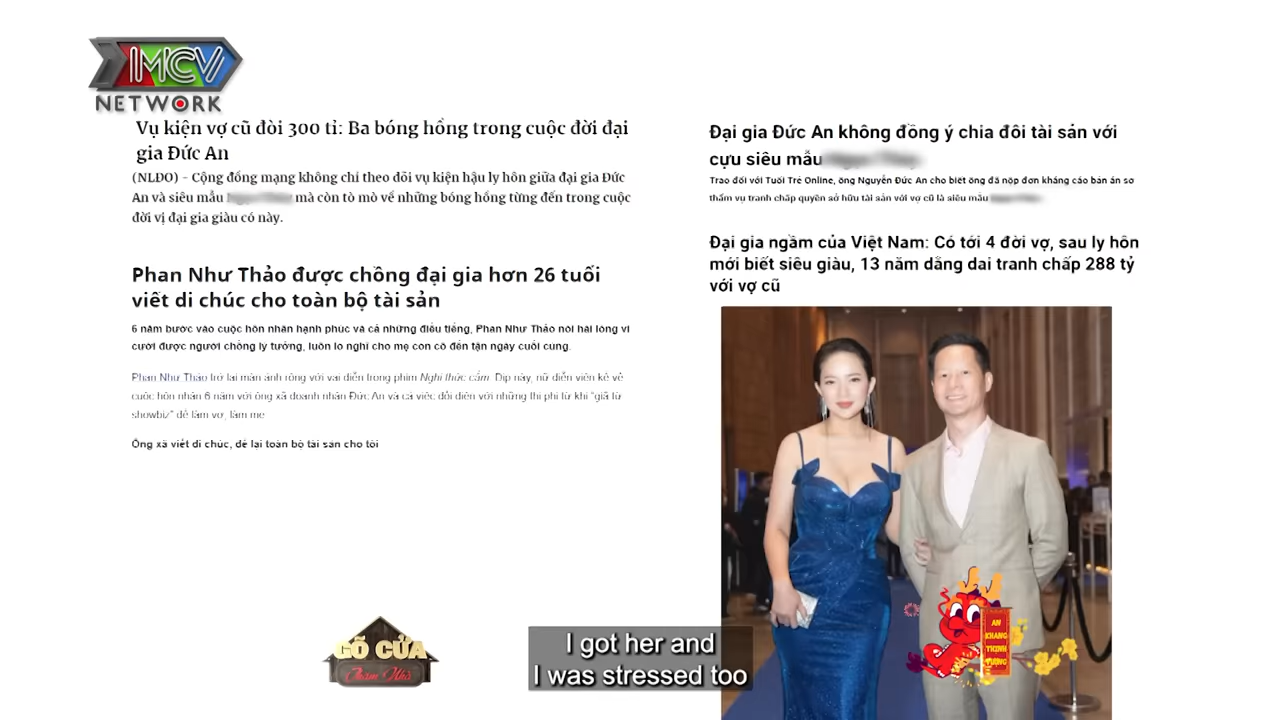 MCV
NETWORK
Vụ kiện vợ cũ đòi 300 tỉ: Ba bóng hồng trong cuộc đời đại
gia Đức An
(NLĐO) - Cộng đồng mạng không chỉ theo dõi vụ kiện hậu ly hôn giữa đại gia Đức
An và siêu mẫu mà còn tò mò về những bóng hồng từng đến trong cuộc
đời vị đại gia giàu có này.
Phan Như Thảo được chồng đại gia hơn 26 tuổi
viết di chúc cho toàn bộ tài sản
6 năm bước vào cuộc hôn nhân hạnh phúc và cả những điều tiếng, Phan Như Thảo nói hài lòng vì
cưới được người chồng lý tưởng, luôn lo nghĩ cho mẹ con cô đến tận ngày cuối cùng.
Phan Như Thảo trở lại màn ảnh rộng với vai diễn trong phim Nghi thức cấm. Dịp này, nữ diễn viên kể về
cuộc hôn nhân 6 năm với ông xã doanh nhân Đức An và cả việc đối diện với những thị phi từ khi "giã từ
showbiz" để làm vợ, làm mẹ
Ông xã viết di chúc, để lại toàn bộ tài sản cho tôi
Đại gia Đức An không đồng ý chia đôi tài sản với
cựu siêu mẫu
Trao đổi với Tuổi Trẻ Online, ông Nguyễn Đức An cho biết ông đã nộp đơn kháng cáo bản án sơ
thẩm vụ tranh chấp quyền sở hữu tài sản với vợ cũ là siêu mẫu
Đại gia ngầm của Việt Nam: Có tới 4 đời vợ, sau ly hôn
mới biết siêu giàu, 13 năm dằng dai tranh chấp 288 tỷ
với vợ cũ
GÕ CỬA
Thăm Nhà
I got her and
I was stressed too
AN
KHANG
THỊNH
VƯỢNG